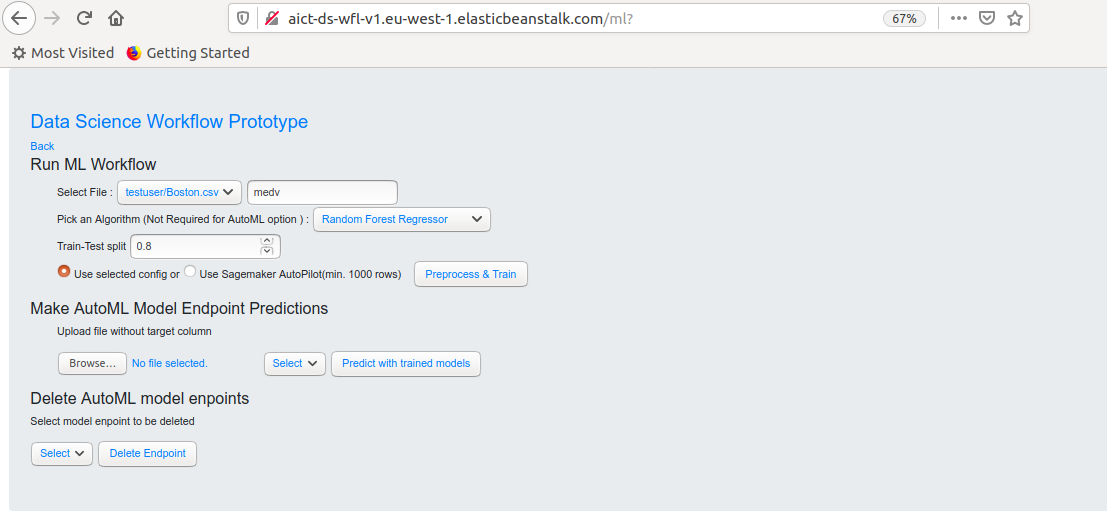 aict-ds-wfl-v1.eu-west-1.elasticbeanstalk.com/ml?
67%
Most Visited Getting Started
Data Science Workflow Prototype
Back
Run ML Workflow
Select File : testuser/Boston.csv medv
Pick an Algorithm (Not Required for AutoML option ) : Random Forest Regressor
Train-Test split 0.8
Use selected config or Use Sagemaker AutoPilot(min. 1000 rows) Preprocess & Train
Make AutoML Model Endpoint Predictions
Upload file without target column
Browse... No file selected. Select Predict with trained models
Delete AutoML model enpoints
Select model enpoint to be deleted
Select Delete Endpoint